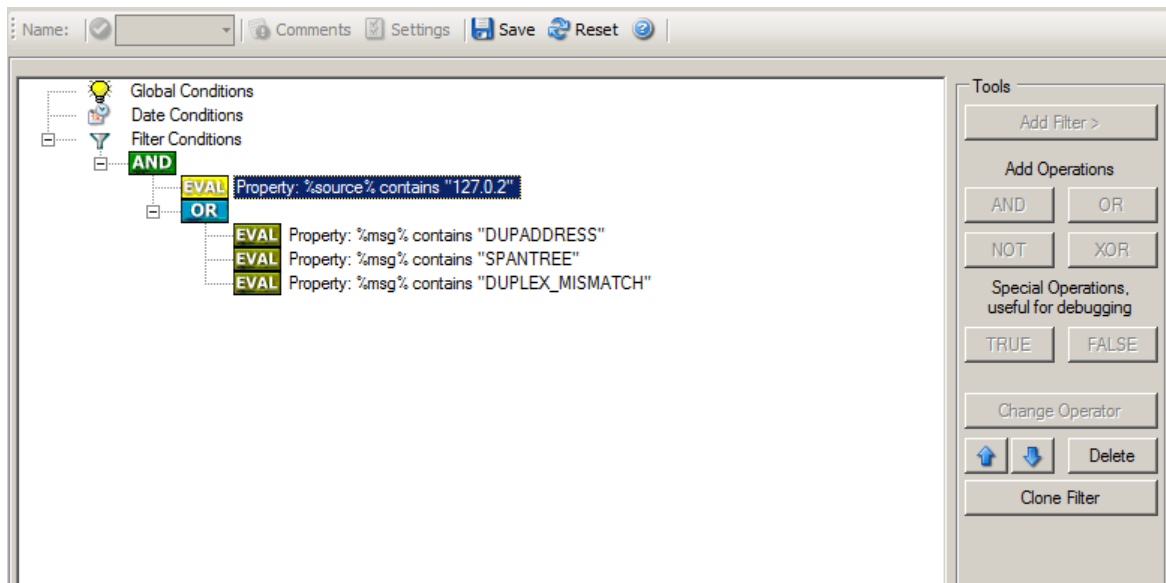 Name: Comments Settings Save Reset
Global Conditions
Date Conditions
Filter Conditions
AND
EVAL Property: %source% contains "127.0.2"
OR
EVAL Property: %msg% contains "DUPADDRESS"
EVAL Property: %msg% contains "SPANTREE"
EVAL Property: %msg% contains "DUPLEX_MISMATCH"
Tools
Add Filter >
Add Operations
AND OR
NOT XOR
Special Operations,
useful for debugging
TRUE FALSE
Change Operator
Delete
Clone Filter